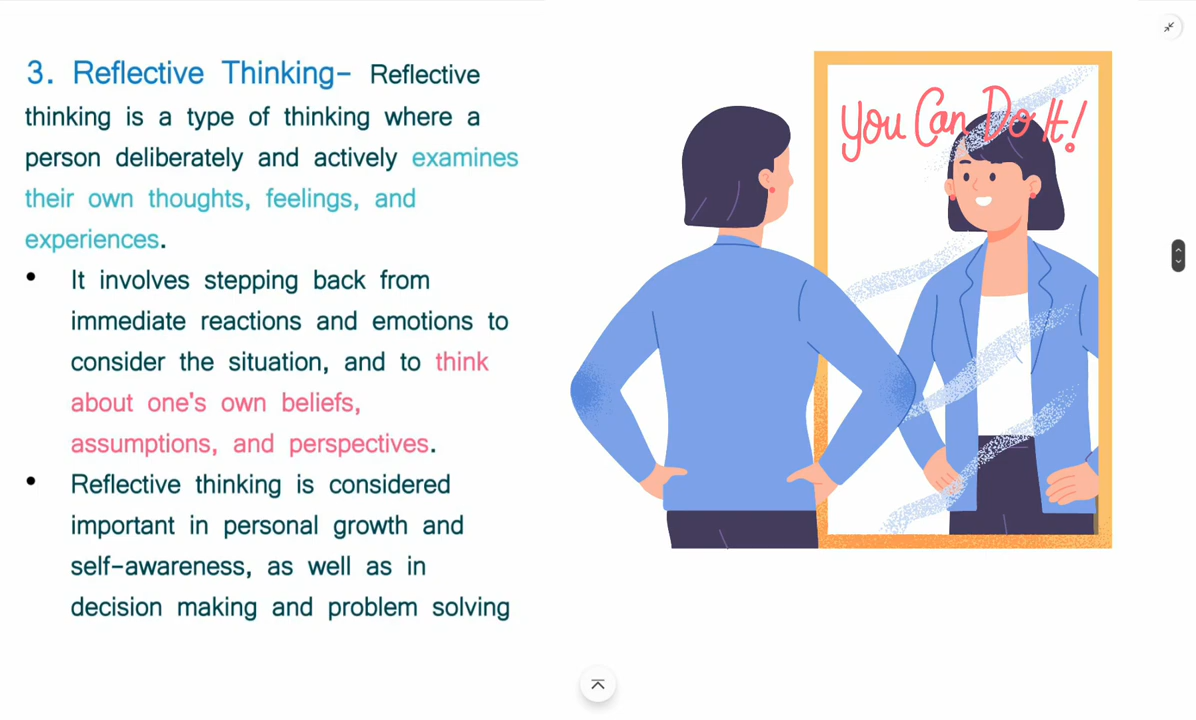 3. Reflective Thinking- Reflective
thinking is a type of thinking where a
person deliberately and actively examines
their own thoughts, feelings, and
experiences.
• It involves stepping back from
immediate reactions and emotions to
consider the situation, and to think
about one's own beliefs,
assumptions, and perspectives.
• Reflective thinking is considered
important in personal growth and
self-awareness, as well as in
decision making and problem solving
You Can Do It!